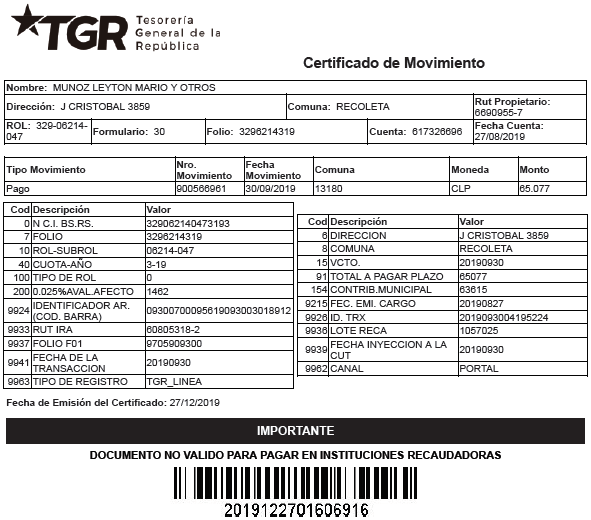 TGR Tesorería
General de la
República
Certificado de Movimiento
Nombre: MUNOZ LEYTON MARIO Y OTROS
Dirección: J CRISTOBAL 3859 Comuna: RECOLETA Rut Propietario:
6690955-7
ROL: 329-06214-
047 Formulario: 30 Folio: 3296214319 Cuenta: 617326696 Fecha Cuenta:
27/08/2019
Tipo Movimiento Nro.
Movimiento Fecha
Movimiento Comuna Moneda Monto
Pago 900566961 30/09/2019 13180 CLP 65.077
Cod Descripción Valor
0 N C.I. BS.RS. 329062140473193
7 FOLIO 3296214319
10 ROL-SUBROL 06214-047
40 CUOTA-AÑO 3-19
100 TIPO DE ROL 0
200 0.025%AVAL.AFECTO 1462
9924 IDENTIFICADOR AR.
(COD. BARRA) 09300700095619093003018912
9933 RUT IRA 60805318-2
9937 FOLIO F01 9705909300
9941 FECHA DE LA
TRANSACCION 20190930
9963 TIPO DE REGISTRO TGR_LINEA
Cod Descripción Valor
6 DIRECCION J CRISTOBAL 3859
8 COMUNA RECOLETA
15 VCTO. 20190930
91 TOTAL A PAGAR PLAZO 65077
154 CONTRIB.MUNICIPAL 63615
9215 FEC. EMI. CARGO 20190827
9926 ID. TRX 2019093004195224
9936 LOTE RECA 1057025
9939 FECHA INYECCION A LA
CUT 20190930
9962 CANAL PORTAL
Fecha de Emisión del Certificado: 27/12/2019
IMPORTANTE
DOCUMENTO NO VALIDO PARA PAGAR EN INSTITUCIONES RECAUDADORAS
2019122701606916